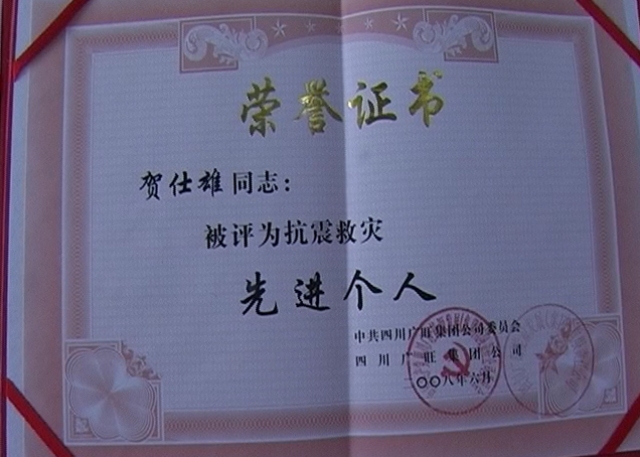 荣誉证书
贺仕雄同志：
被评为抗震救灾
先进个人
中共四川广旺集团公司委员会
四川广旺集团公司
二〇〇八年六月